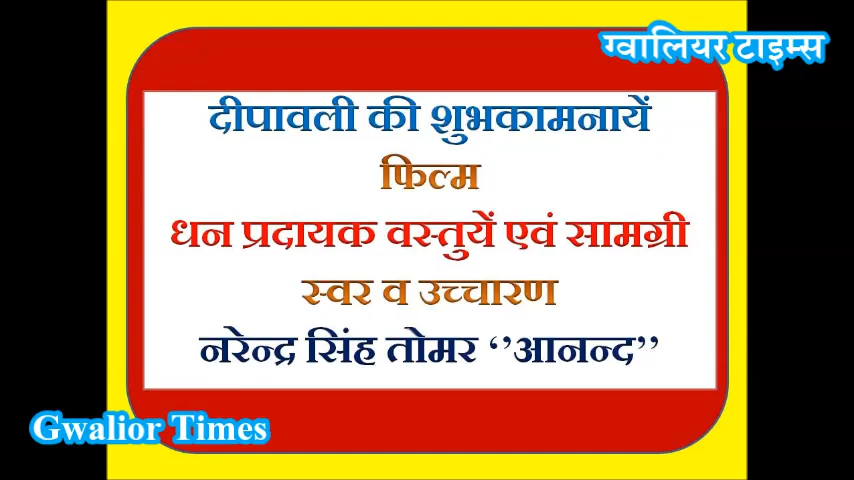 ग्वालियर टाइम्स
दीपावली की शुभकामनायें
फिल्म
धन प्रदायक वस्तुयें एवं सामग्री
स्वर व उच्चारण
नरेन्द्र सिंह तोमर ‘’आनन्द’’
Gwalior Times